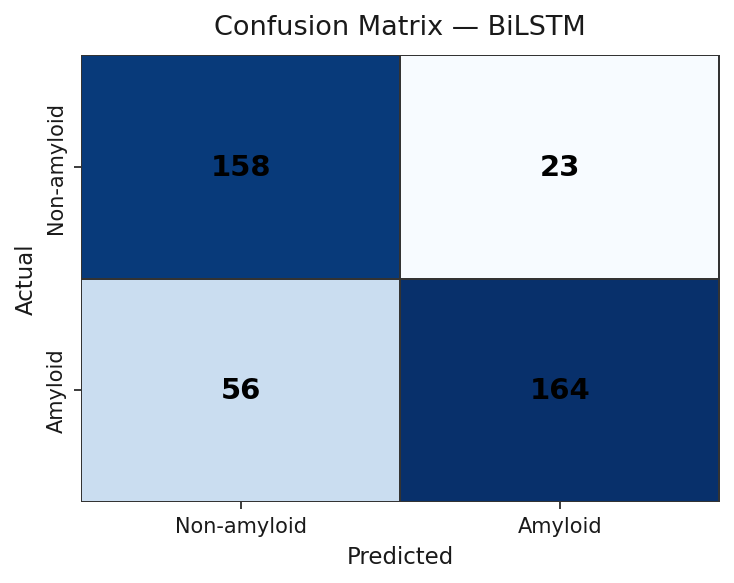 Confusion Matrix — BiLSTM
Actual
Non-amyloid
158
23
Amyloid
56
164
Non-amyloid
Amyloid
Predicted